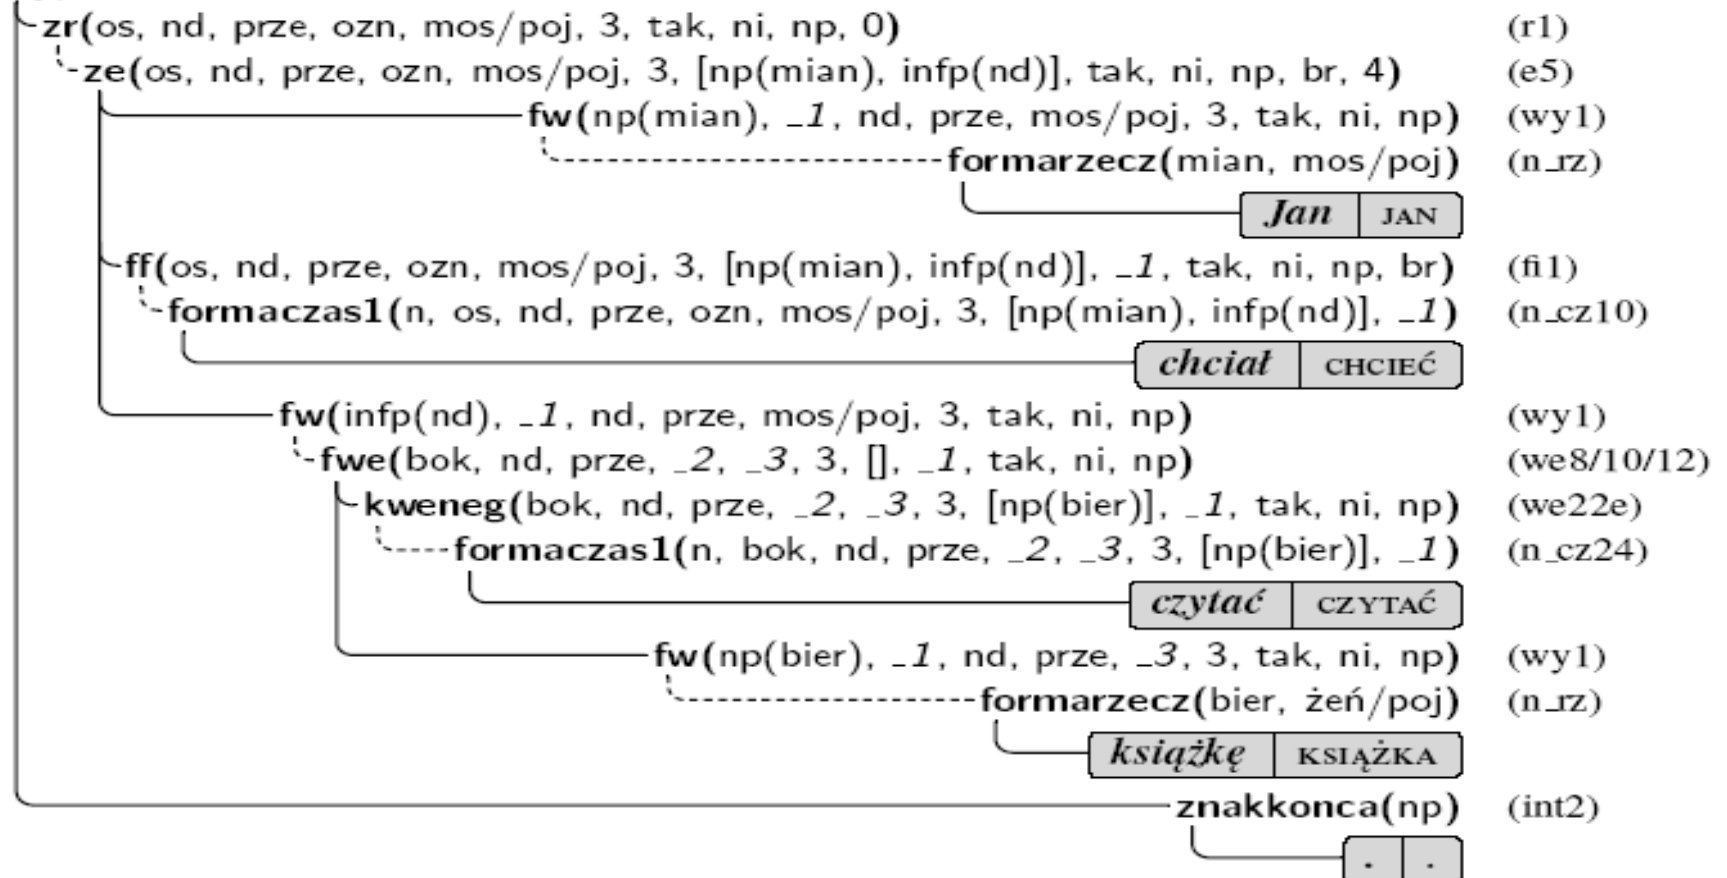 zr(os, nd, prze, ozn, mos/poj, 3, tak, ni, np, 0) (r1)
ze(os, nd, prze, ozn, mos/poj, 3, [np(mian), infp(nd)], tak, ni, np, br, 4) (e5)
fw(np(mian), _1, nd, prze, mos/poj, 3, tak, ni, np) (wy1)
formarzecz(mian, mos/poj) (n_rz)
Jan JAN
ff(os, nd, prze, ozn, mos/poj, 3, [np(mian), infp(nd)], _1, tak, ni, np, br) (fi1)
formaczas1(n, os, nd, prze, ozn, mos/poj, 3, [np(mian), infp(nd)], _1) (n_cz10)
chciał CHCIEĆ
fw(infp(nd), _1, nd, prze, mos/poj, 3, tak, ni, np) (wy1)
fwe(bok, nd, prze, _2, _3, 3, [], _1, tak, ni, np) (we8/10/12)
kweneg(bok, nd, prze, _2, _3, 3, [np(bier)], _1, tak, ni, np) (we22e)
formaczas1(n, bok, nd, prze, _2, _3, 3, [np(bier)], _1) (n_cz24)
czytać CZYTAĆ
fw(np(bier), _1, nd, prze, _3, 3, tak, ni, np) (wy1)
formarzecz(bier, żeń/poj) (n_rz)
książkę KSIĄŻKA
znakkonca(np) (int2)
. .